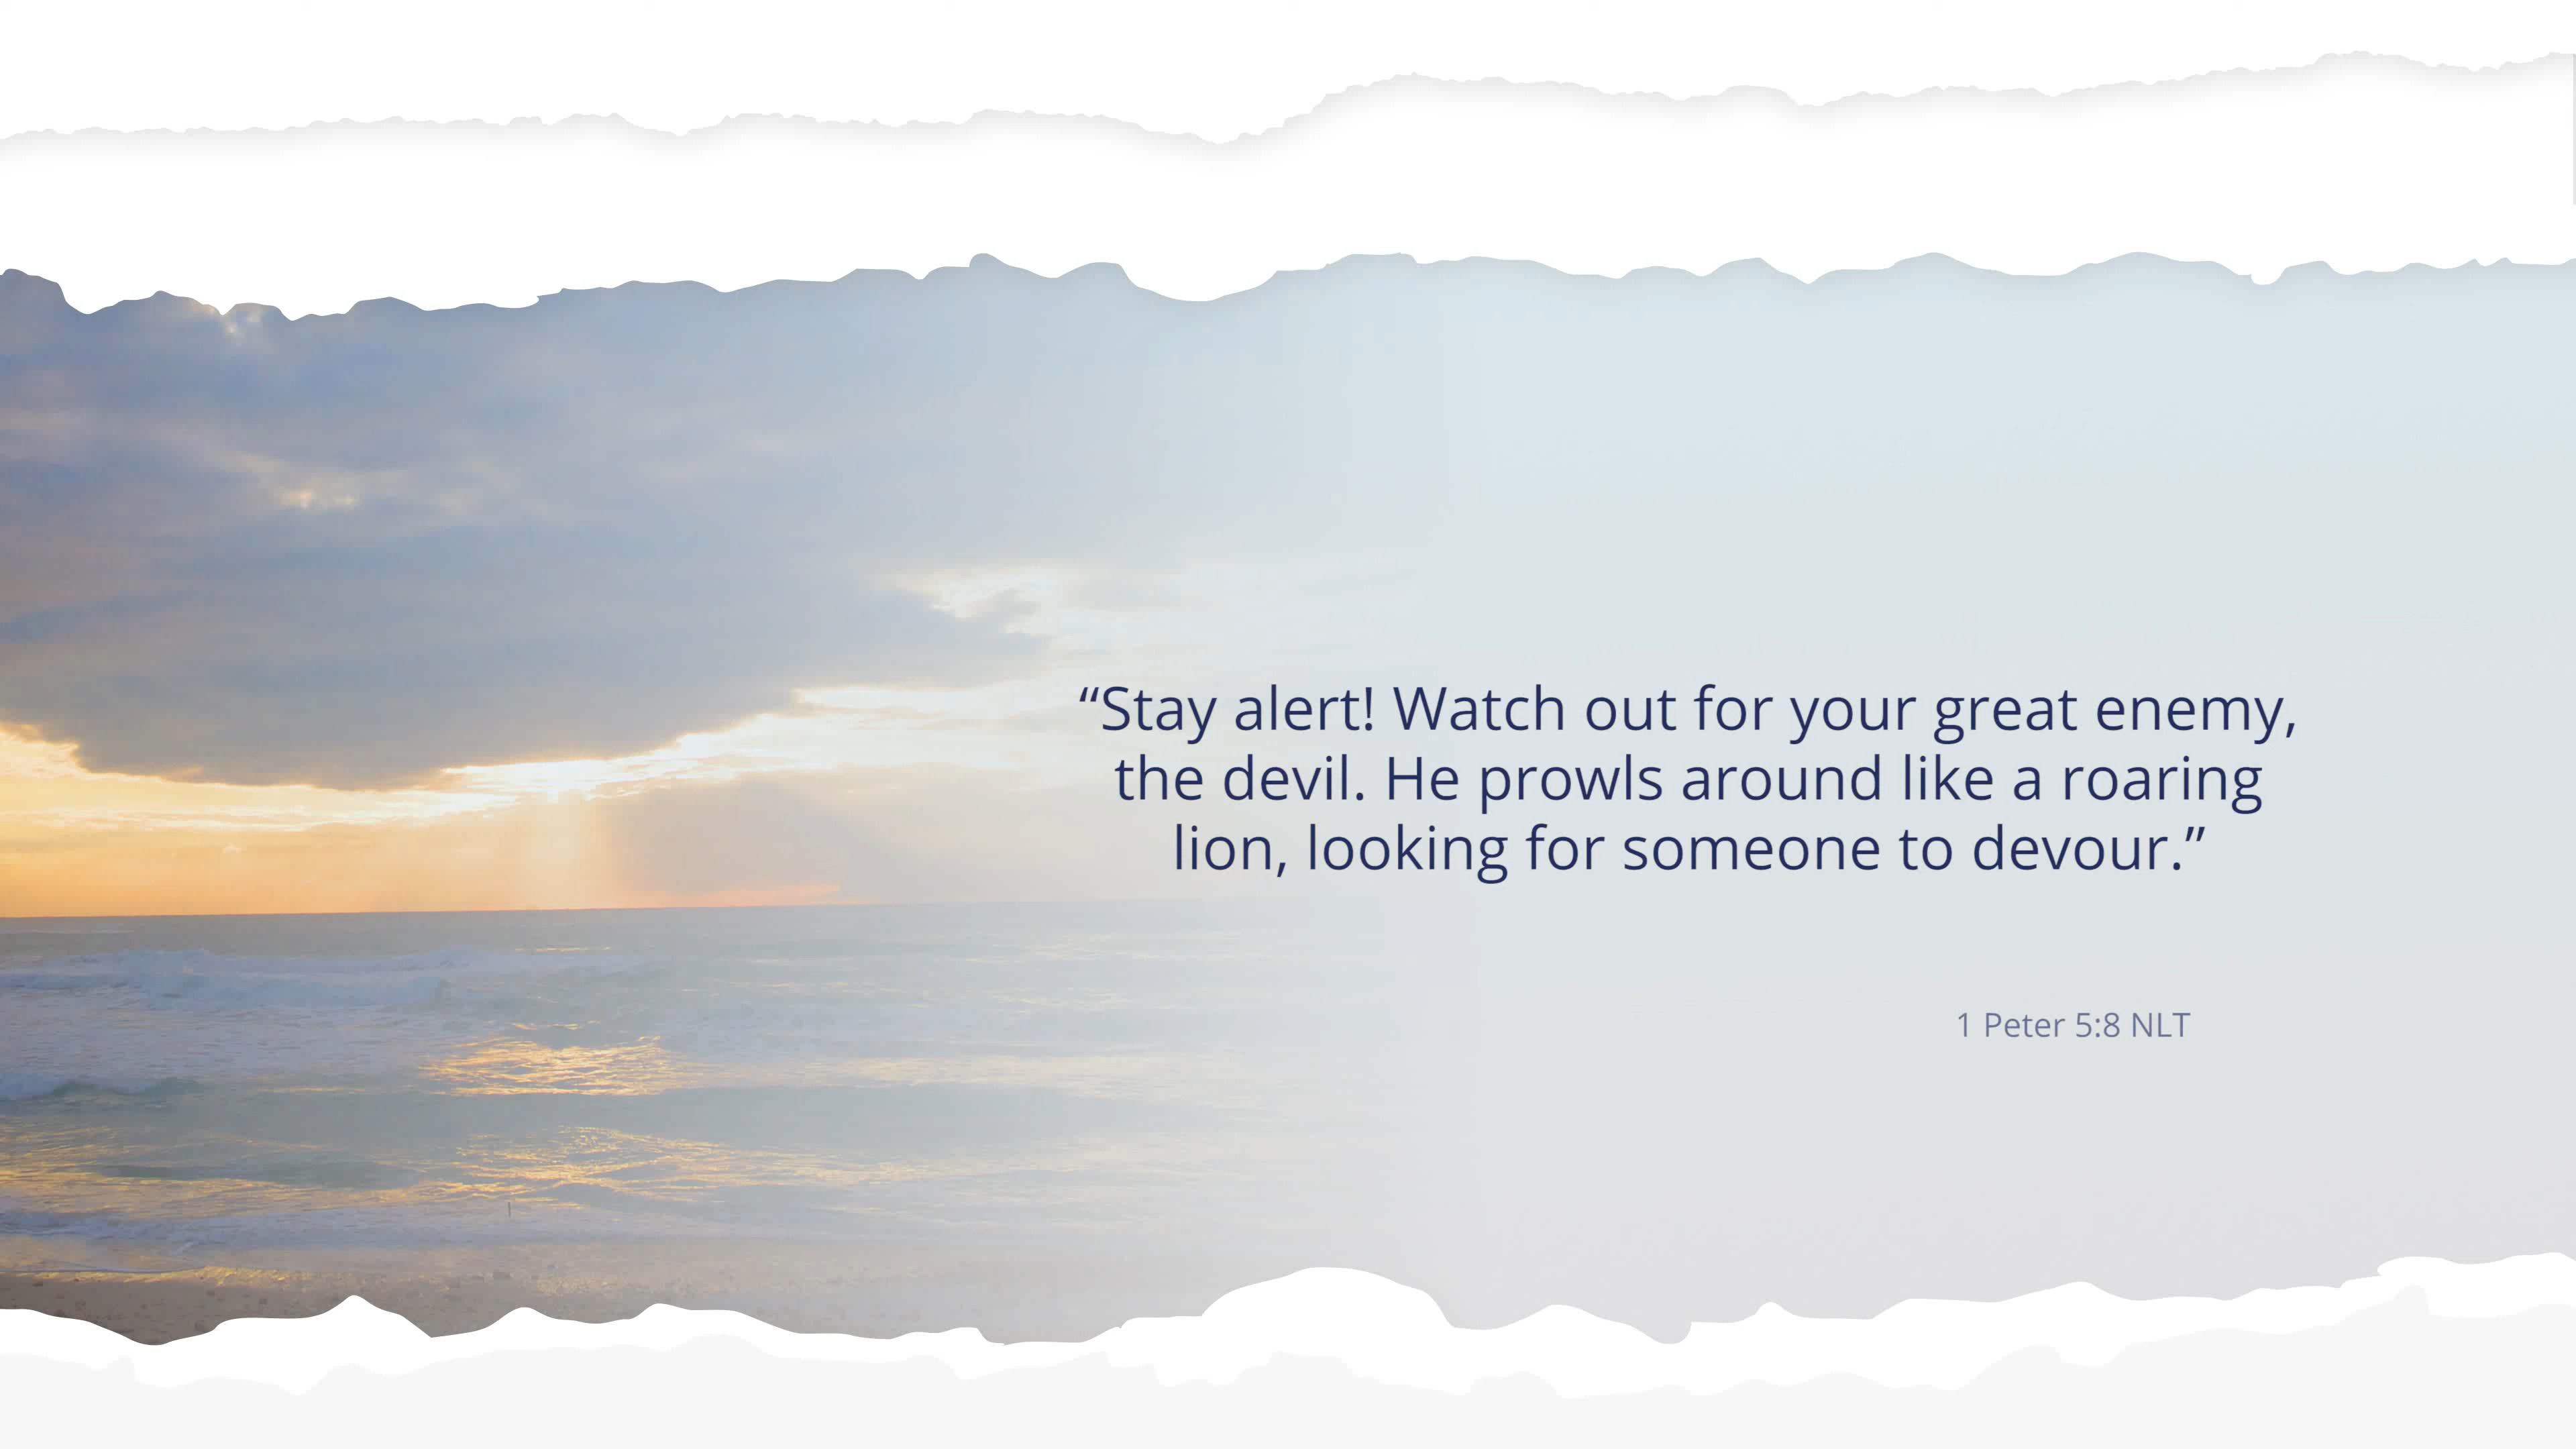 “Stay alert! Watch out for your great enemy,
the devil. He prowls around like a roaring
lion, looking for someone to devour.”
1 Peter 5:8 NLT